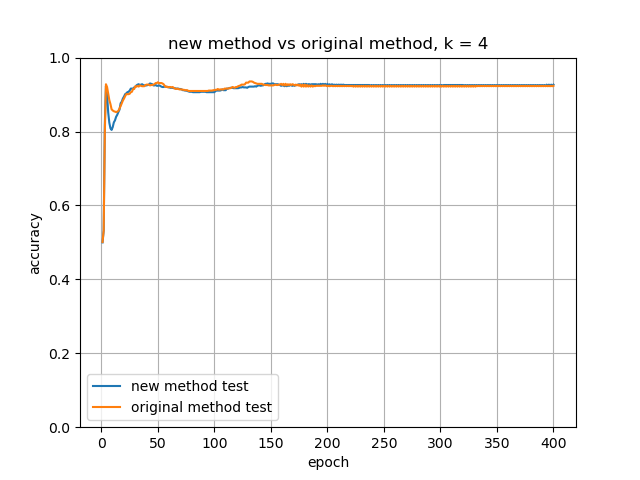 new method vs original method, k = 4
1.0
0.8
0.6
0.4
0.2
0.0
accuracy
new method test
original method test
0 50 100 150 200 250 300 350 400
epoch